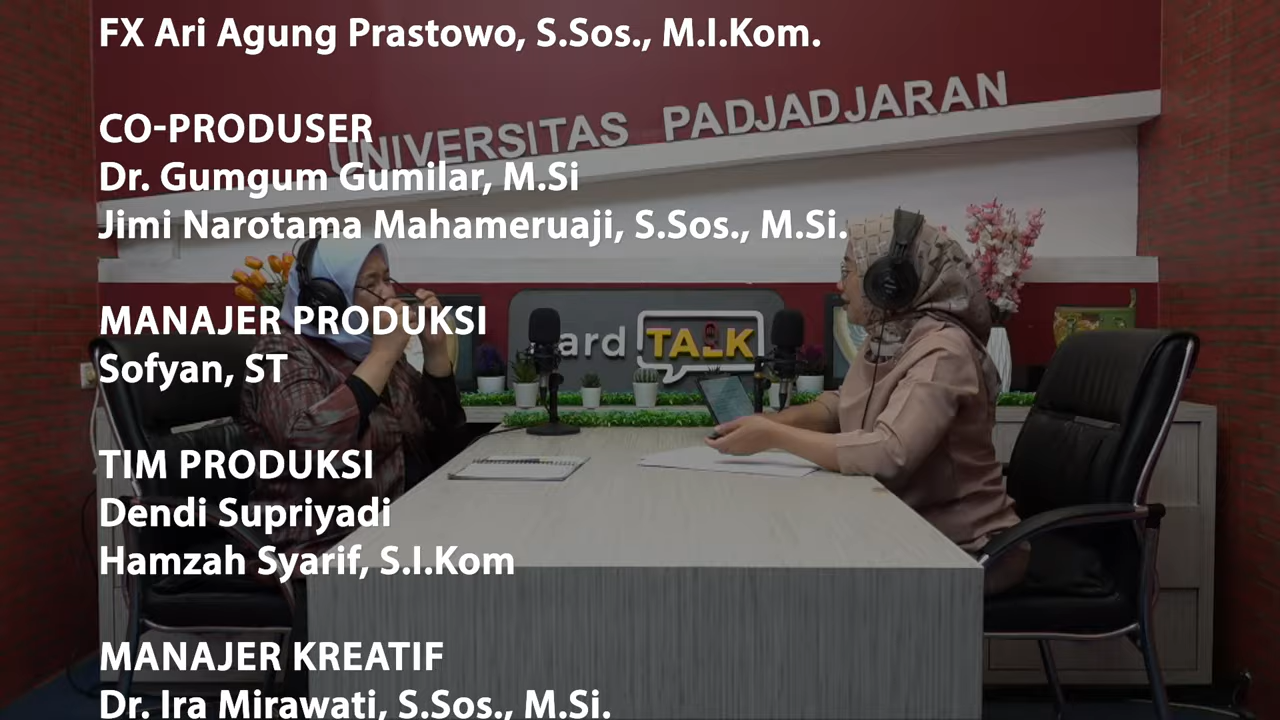 FX Ari Agung Prastowo, S.Sos., M.I.Kom.
UNIVERSITAS PADJADJARAN
CO-PRODUSER
Dr. Gumgum Gumilar, M.Si
Jimi Narotama Mahameruaji, S.Sos., M.Si.
MANAJER PRODUKSI
Sofyan, ST
ard TALK
TIM PRODUKSI
Dendi Supriyadi
Hamzah Syarif, S.I.Kom
MANAJER KREATIF
Dr. Ira Mirawati, S.Sos., M.Si.